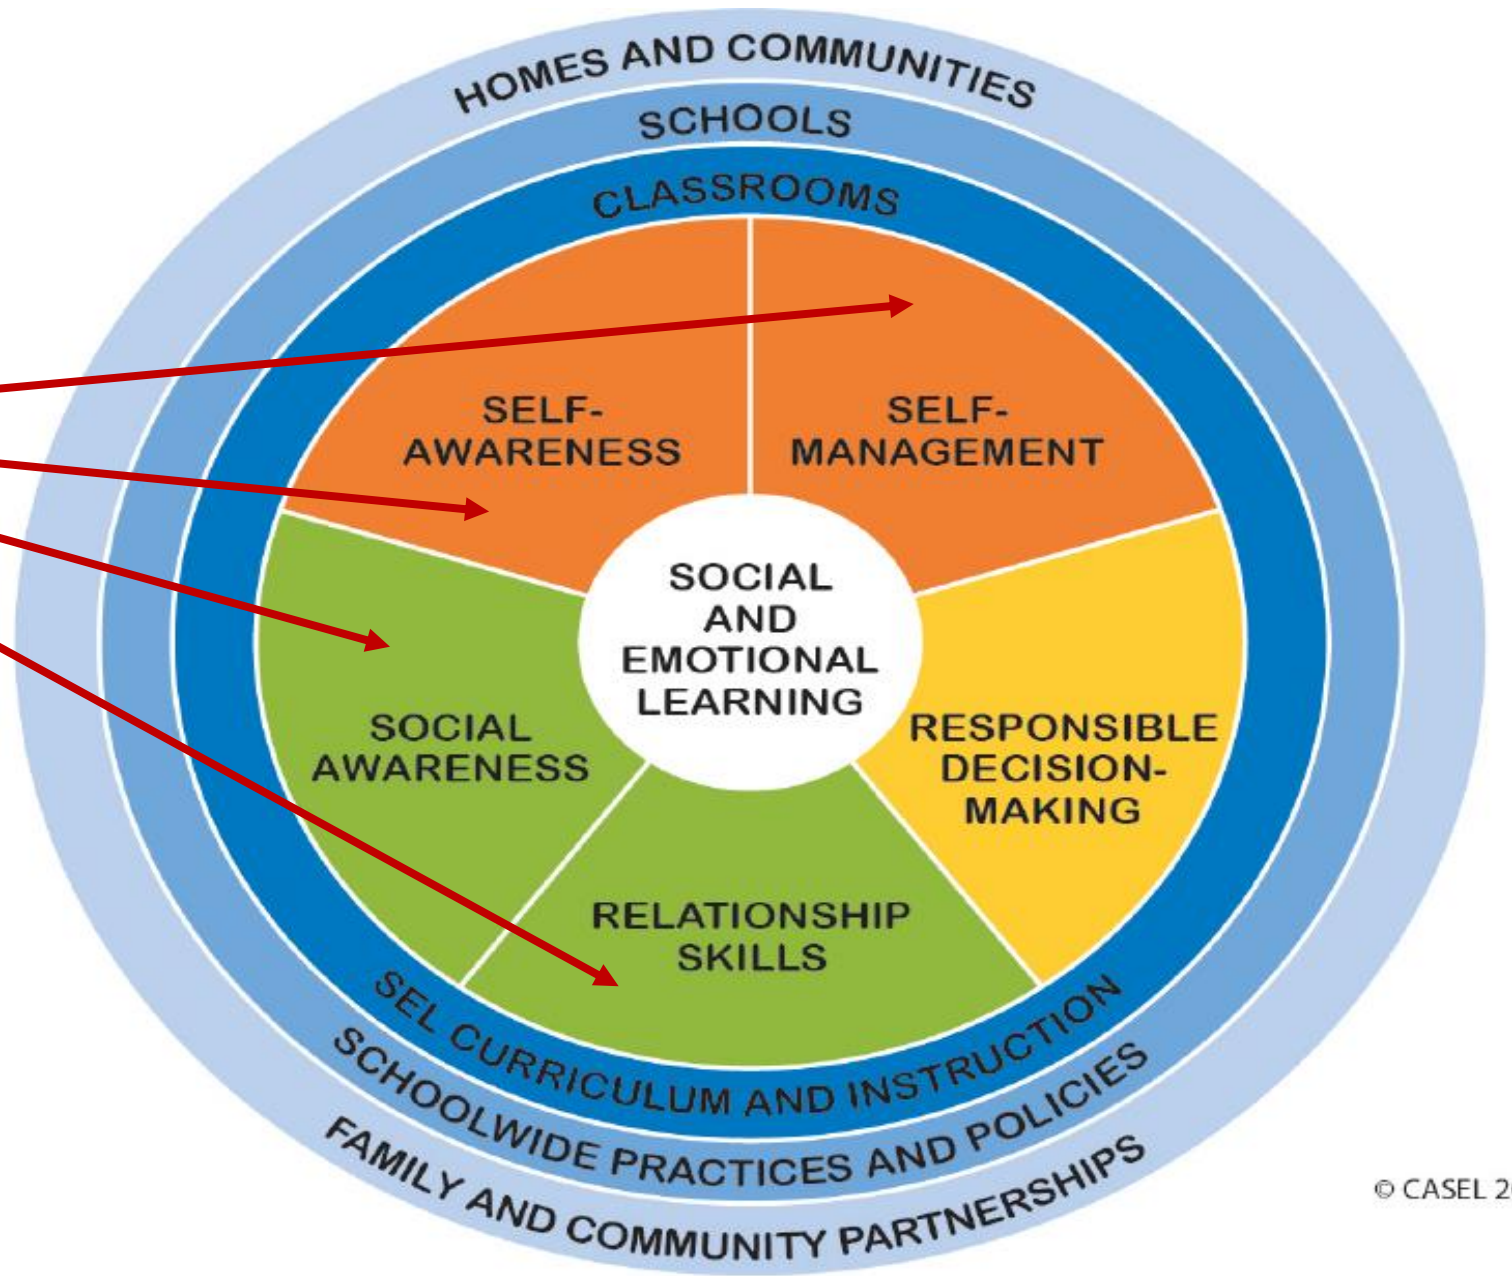 HOMES AND COMMUNITIES
SCHOOLS
CLASSROOMS
SELF-
AWARENESS
SELF-
MANAGEMENT
SOCIAL
AND
EMOTIONAL
LEARNING
SOCIAL
AWARENESS
RESPONSIBLE
DECISION-
MAKING
RELATIONSHIP
SKILLS
SEL CURRICULUM AND INSTRUCTION
SCHOOLWIDE PRACTICES AND POLICIES
FAMILY AND COMMUNITY PARTNERSHIPS
© CASEL